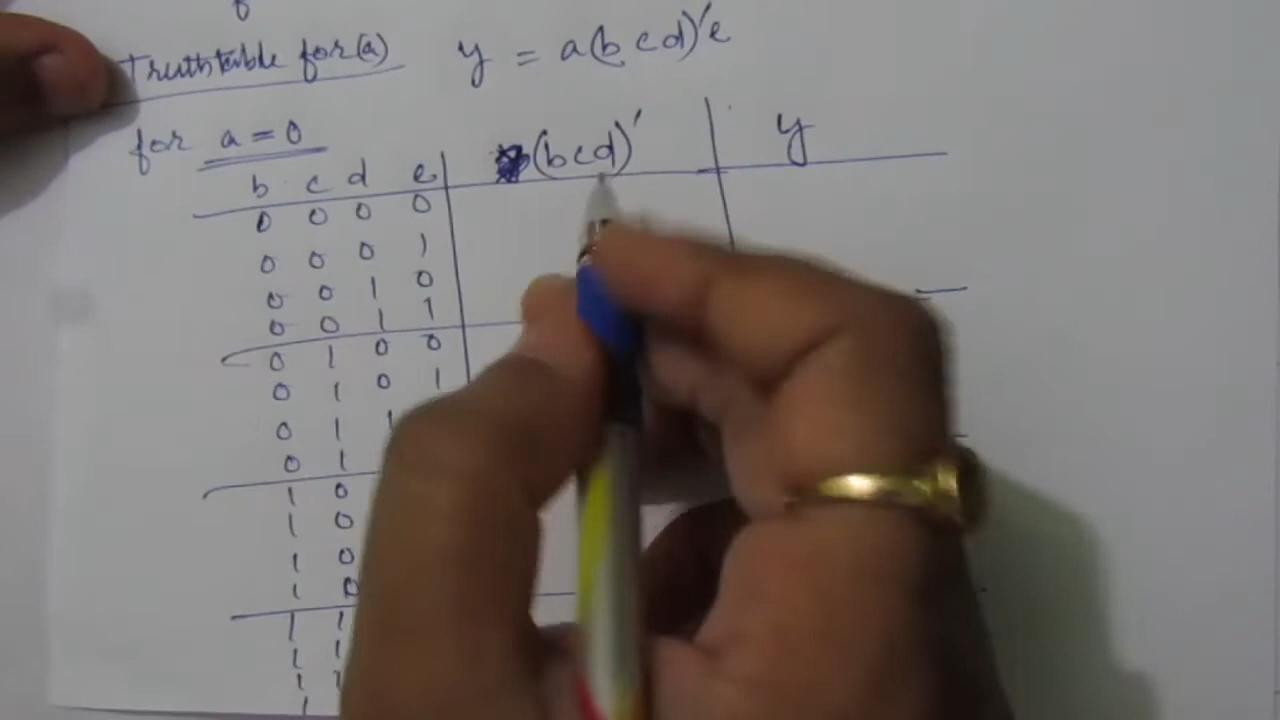 Truthtable for(a) y = a(bcd)'e
for a = 0
b c d e (bcd)' y
0 0 0 0
0 0 0 1
0 0 1 0
0 0 1 1
0 1 0 0
0 1 0 1
0 1 1
0 1
1 0
1 0
1 0
1 0
1 1
1 1
1 1
1